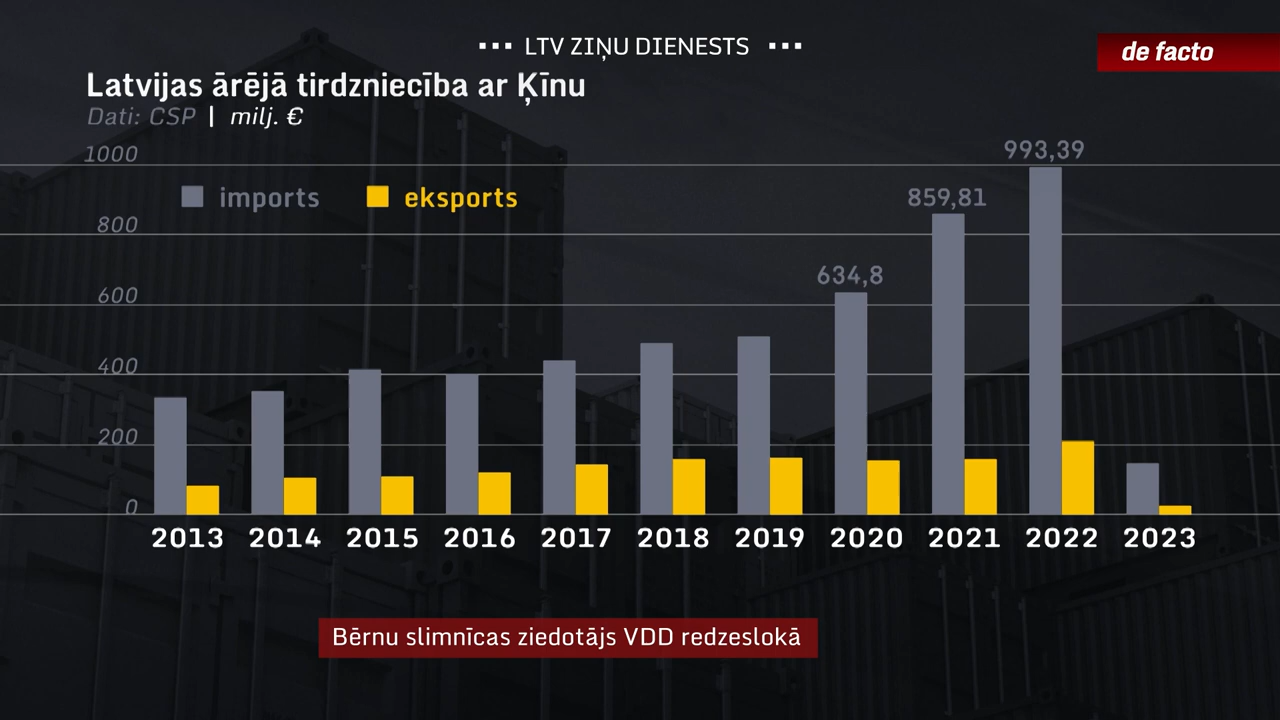 LTV ZIŅU DIENESTS
de facto
Latvijas ārējā tirdzniecība ar Ķīnu
Dati: CSP | milj. €
1000
993,39
imports
eksports
859,81
800
634,8
600
400
200
0
2013 2014 2015 2016 2017 2018 2019 2020 2021 2022 2023
Bērnu slimnīcas ziedotājs VDD redzeslokā